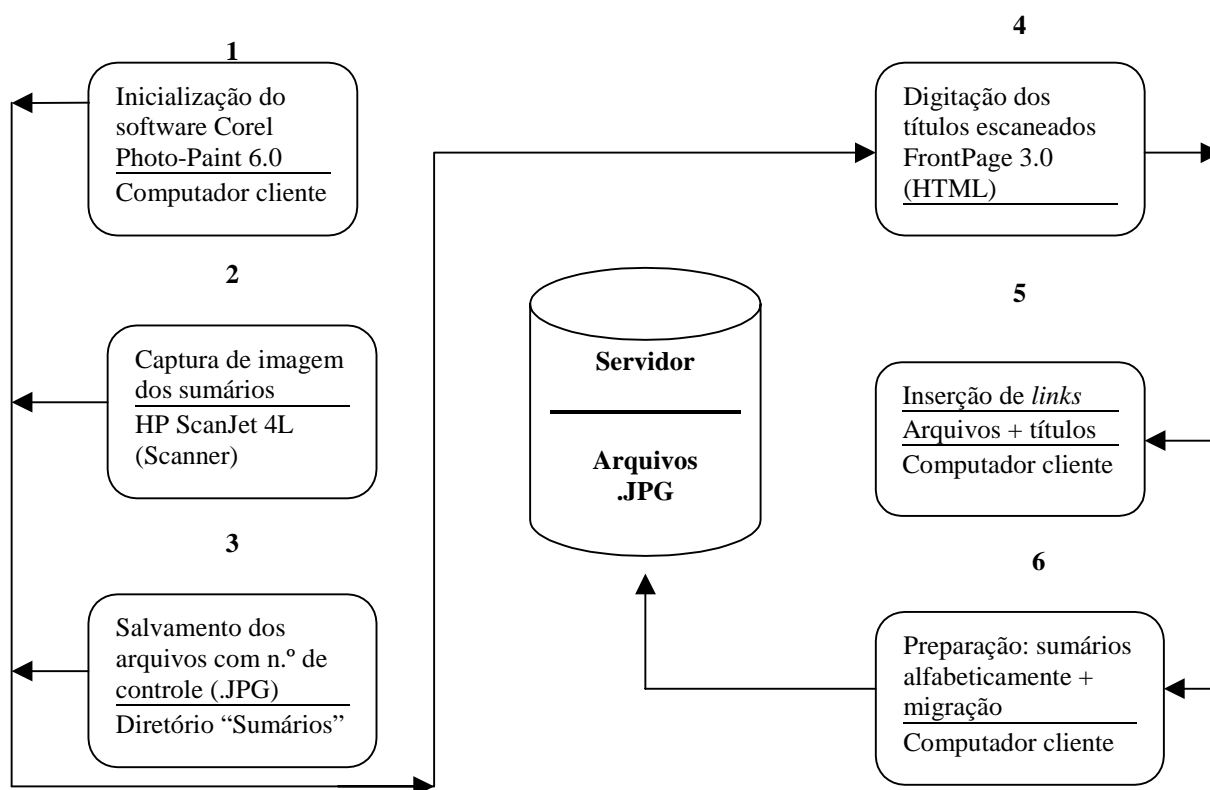 1
Inicialização do
software Corel
Photo-Paint 6.0
Computador cliente
2
Captura de imagem
dos sumários
HP ScanJet 4L
(Scanner)
3
Salvamento dos
arquivos com n.º de
controle (.JPG)
Diretório “Sumários”
4
Digitação dos
títulos escaneados
FrontPage 3.0
(HTML)
5
Inserção de links
Arquivos + títulos
Computador cliente
6
Preparação: sumários
alfabeticamente +
migração
Computador cliente
Servidor
Arquivos
.JPG